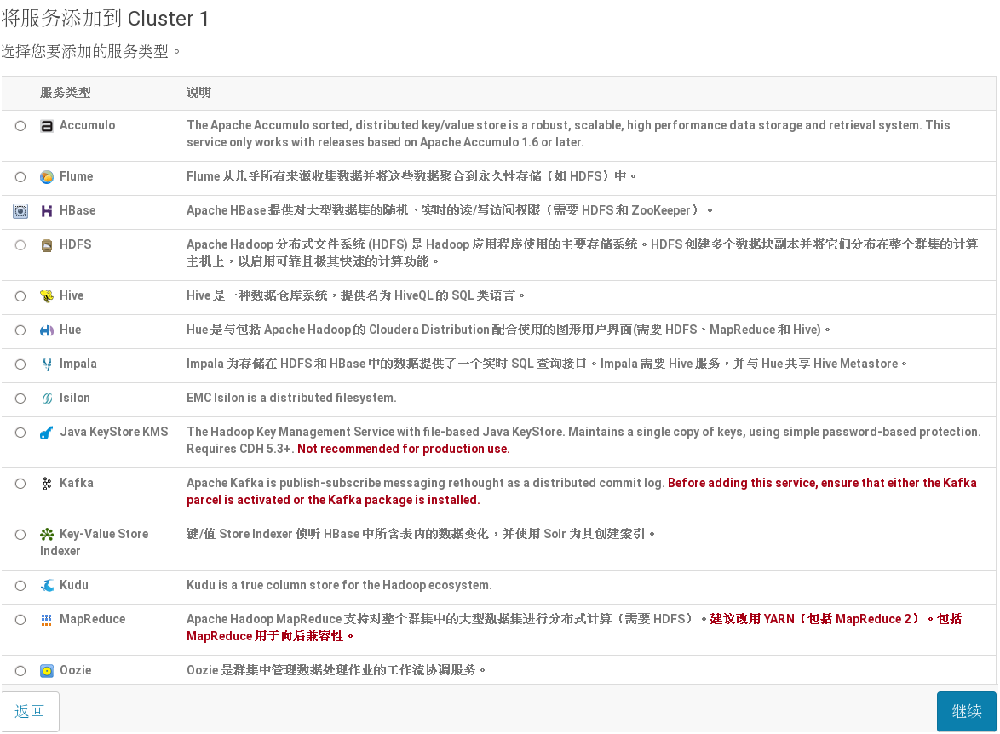 将服务添加到 Cluster 1
选择您要添加的服务类型。
服务类型 说明
Accumulo The Apache Accumulo sorted, distributed key/value store is a robust, scalable, high performance data storage and retrieval system. This
service only works with releases based on Apache Accumulo 1.6 or later.
Flume Flume 从几乎所有来源收集数据并将这些数据聚合到永久性存储（如 HDFS）中。
HBase Apache HBase 提供对大型数据集的随机、实时的读/写访问权限（需要 HDFS 和 ZooKeeper）。
HDFS Apache Hadoop 分布式文件系统 (HDFS) 是 Hadoop 应用程序使用的主要存储系统。HDFS 创建多个数据块副本并将它们分布在整个群集的计算
主机上，以启用可靠且极其快速的计算功能。
Hive Hive 是一种数据仓库系统，提供名为 HiveQL 的 SQL 类语言。
Hue Hue 是与包括 Apache Hadoop 的 Cloudera Distribution 配合使用的图形用户界面(需要 HDFS、MapReduce 和 Hive)。
Impala Impala 为存储在 HDFS 和 HBase 中的数据提供了一个实时 SQL 查询接口。Impala 需要 Hive 服务，并与 Hue 共享 Hive Metastore。
Isilon EMC Isilon is a distributed filesystem.
Java KeyStore KMS The Hadoop Key Management Service with file-based Java KeyStore. Maintains a single copy of keys, using simple password-based protection.
Requires CDH 5.3+. Not recommended for production use.
Kafka Apache Kafka is publish-subscribe messaging rethought as a distributed commit log. Before adding this service, ensure that either the Kafka
parcel is activated or the Kafka package is installed.
Key-Value Store 键/值 Store Indexer 侦听 HBase 中所含表内的数据变化，并使用 Solr 为其创建索引。
Indexer
Kudu Kudu is a true column store for the Hadoop ecosystem.
MapReduce Apache Hadoop MapReduce 支持对整个群集中的大型数据集进行分布式计算（需要 HDFS）。建议改用 YARN（包括 MapReduce 2）。包括
MapReduce 用于向后兼容性。
Oozie Oozie 是群集中管理数据处理作业的工作流协调服务。
返回 继续